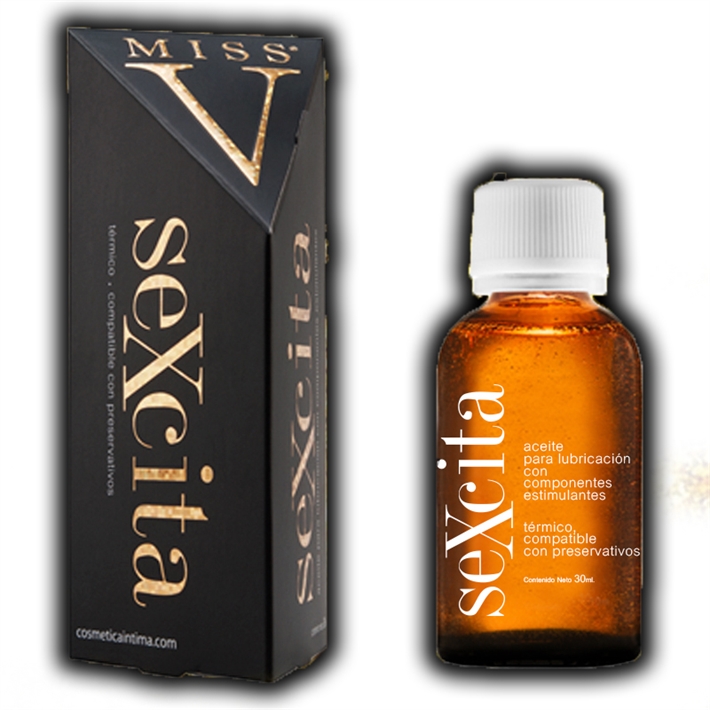 MISS
V
seXcita
térmico . compatible con preservativos
cosmeticaintima.com
seXcita
seXcita
aceite
para lubricación
con
componentes
estimulantes
térmico,
compatible
con preservativos
Contenido Neto 30ml.